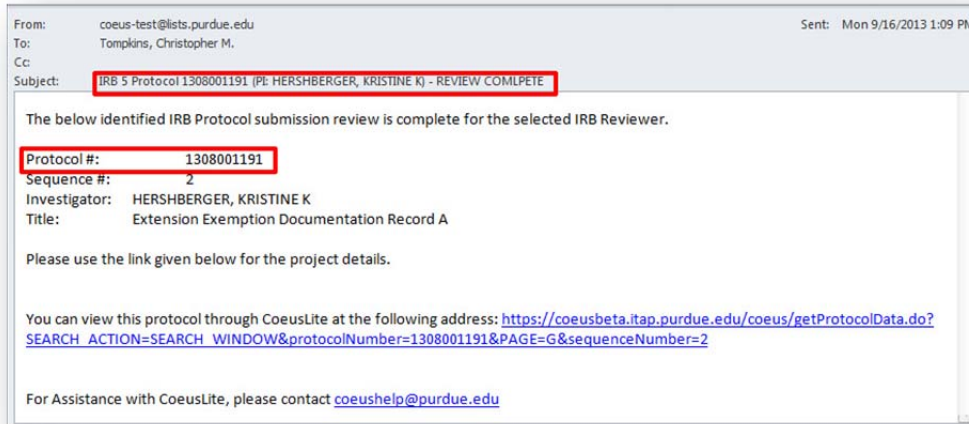 From: coeus-test@lists.purdue.edu Sent: Mon 9/16/2013 1:09 PM
To: Tompkins, Christopher M.
Cc:
Subject: IRB 5 Protocol 1308001191 (PI: HERSHBERGER, KRISTINE K) - REVIEW COMLPETE
The below identified IRB Protocol submission review is complete for the selected IRB Reviewer.
Protocol #: 1308001191
Sequence #: 2
Investigator: HERSHBERGER, KRISTINE K
Title: Extension Exemption Documentation Record A
Please use the link given below for the project details.
You can view this protocol through CoeusLite at the following address: https://coeusbeta.itap.purdue.edu/coeus/getProtocolData.do?
SEARCH_ACTION=SEARCH_WINDOW&protocolNumber=1308001191&PAGE=G&sequenceNumber=2
For Assistance with CoeusLite, please contact coeushelp@purdue.edu